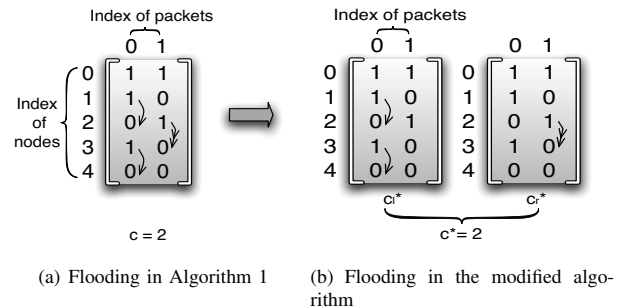 Index of packets
0 1
Index of nodes
0 1 1
1 1 0
2 0 1
3 1 0
4 0 0
c = 2
(a) Flooding in Algorithm 1
Index of packets
0 1
0 1 1
1 1 0
2 0 1
3 1 0
4 0 0
cl*
0 1
0 1 1
1 1 0
2 0 1
3 1 0
4 0 0
cr*
c*= 2
(b) Flooding in the modified algo-
rithm